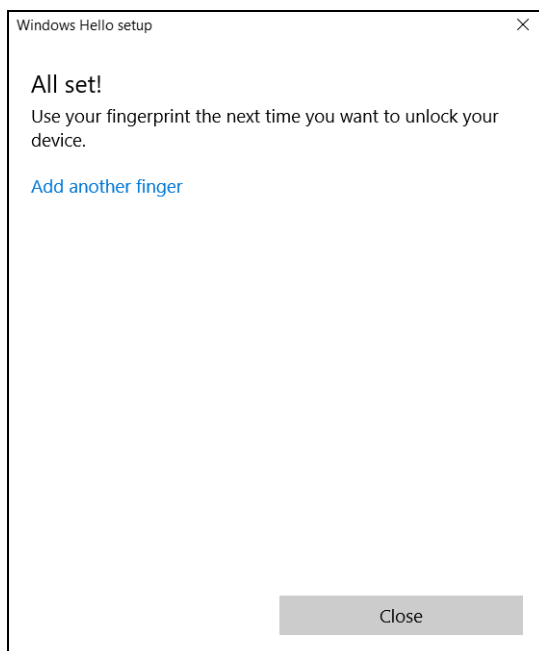 Windows Hello setup
All set!
Use your fingerprint the next time you want to unlock your
device.
Add another finger
Close